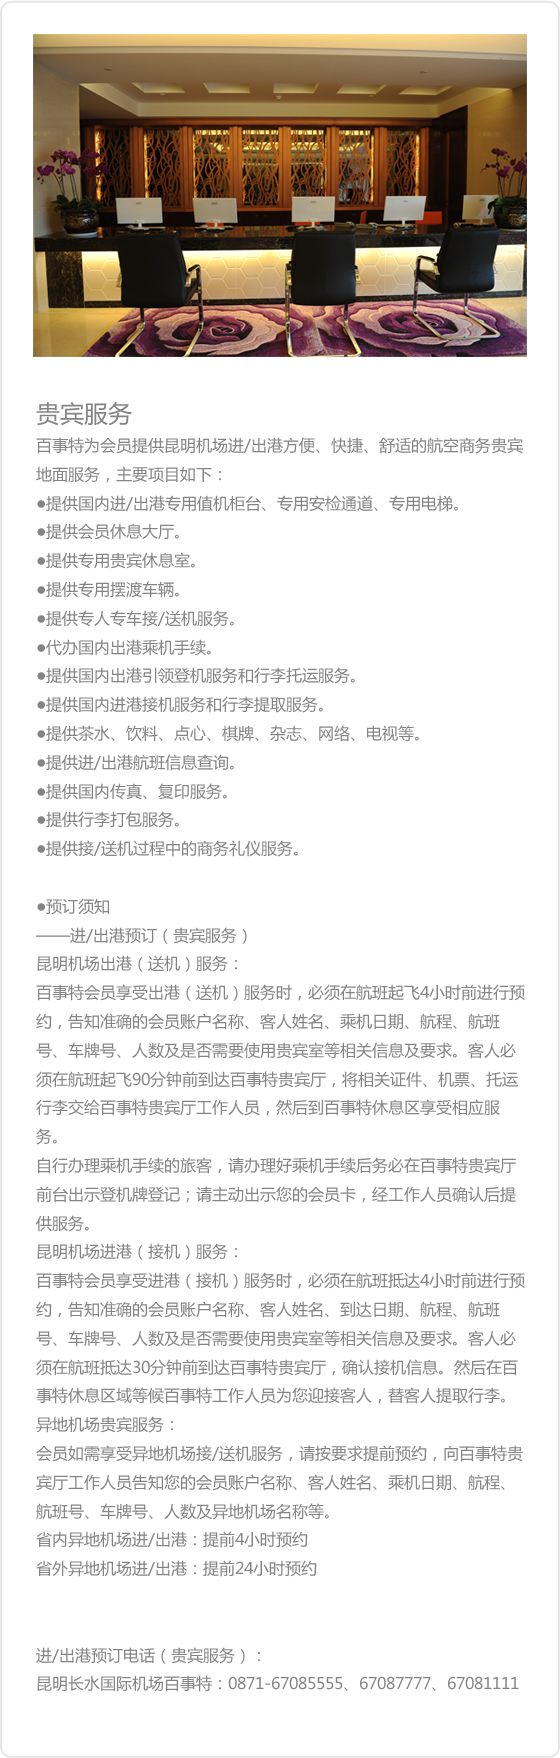 贵宾服务
百事特为会员提供昆明机场进/出港方便、快捷、舒适的航空商务贵宾
地面服务，主要项目如下：
●提供国内进/出港专用值机柜台、专用安检通道、专用电梯。
●提供会员休息大厅。
●提供专用贵宾休息室。
●提供专用摆渡车辆。
●提供专人专车接/送机服务。
●代办国内出港乘机手续。
●提供国内出港引领登机服务和行李托运服务。
●提供国内进港接机服务和行李提取服务。
●提供茶水、饮料、点心、棋牌、杂志、网络、电视等。
●提供进/出港航班信息查询。
●提供国内传真、复印服务。
●提供行李打包服务。
●提供接/送机过程中的商务礼仪服务。
●预订须知
——进/出港预订（贵宾服务）
昆明机场出港（送机）服务：
百事特会员享受出港（送机）服务时，必须在航班起飞4小时前进行预
约，告知准确的会员账户名称、客人姓名、乘机日期、航程、航班
号、车牌号、人数及是否需要使用贵宾室等相关信息及要求。客人必
须在航班起飞90分钟前到达百事特贵宾厅，将相关证件、机票、托运
行李交给百事特贵宾厅工作人员，然后到百事特休息区享受相应服
务。
自行办理乘机手续的旅客，请办理好乘机手续后务必在百事特贵宾厅
前台出示登机牌登记；请主动出示您的会员卡，经工作人员确认后提
供服务。
昆明机场进港（接机）服务：
百事特会员享受进港（接机）服务时，必须在航班抵达4小时前进行预
约，告知准确的会员账户名称、客人姓名、到达日期、航程、航班
号、车牌号、人数及是否需要使用贵宾室等相关信息及要求。客人必
须在航班抵达30分钟前到达百事特贵宾厅，确认接机信息。然后在百
事特休息区域等候百事特工作人员为您迎接客人，替客人提取行李。
异地机场贵宾服务：
会员如需享受异地机场接/送机服务，请按要求提前预约，向百事特贵
宾厅工作人员告知您的会员账户名称、客人姓名、乘机日期、航程、
航班号、车牌号、人数及异地机场名称等。
省内异地机场进/出港：提前4小时预约
省外异地机场进/出港：提前24小时预约
进/出港预订电话（贵宾服务）：
昆明长水国际机场百事特：0871-67085555、67087777、67081111